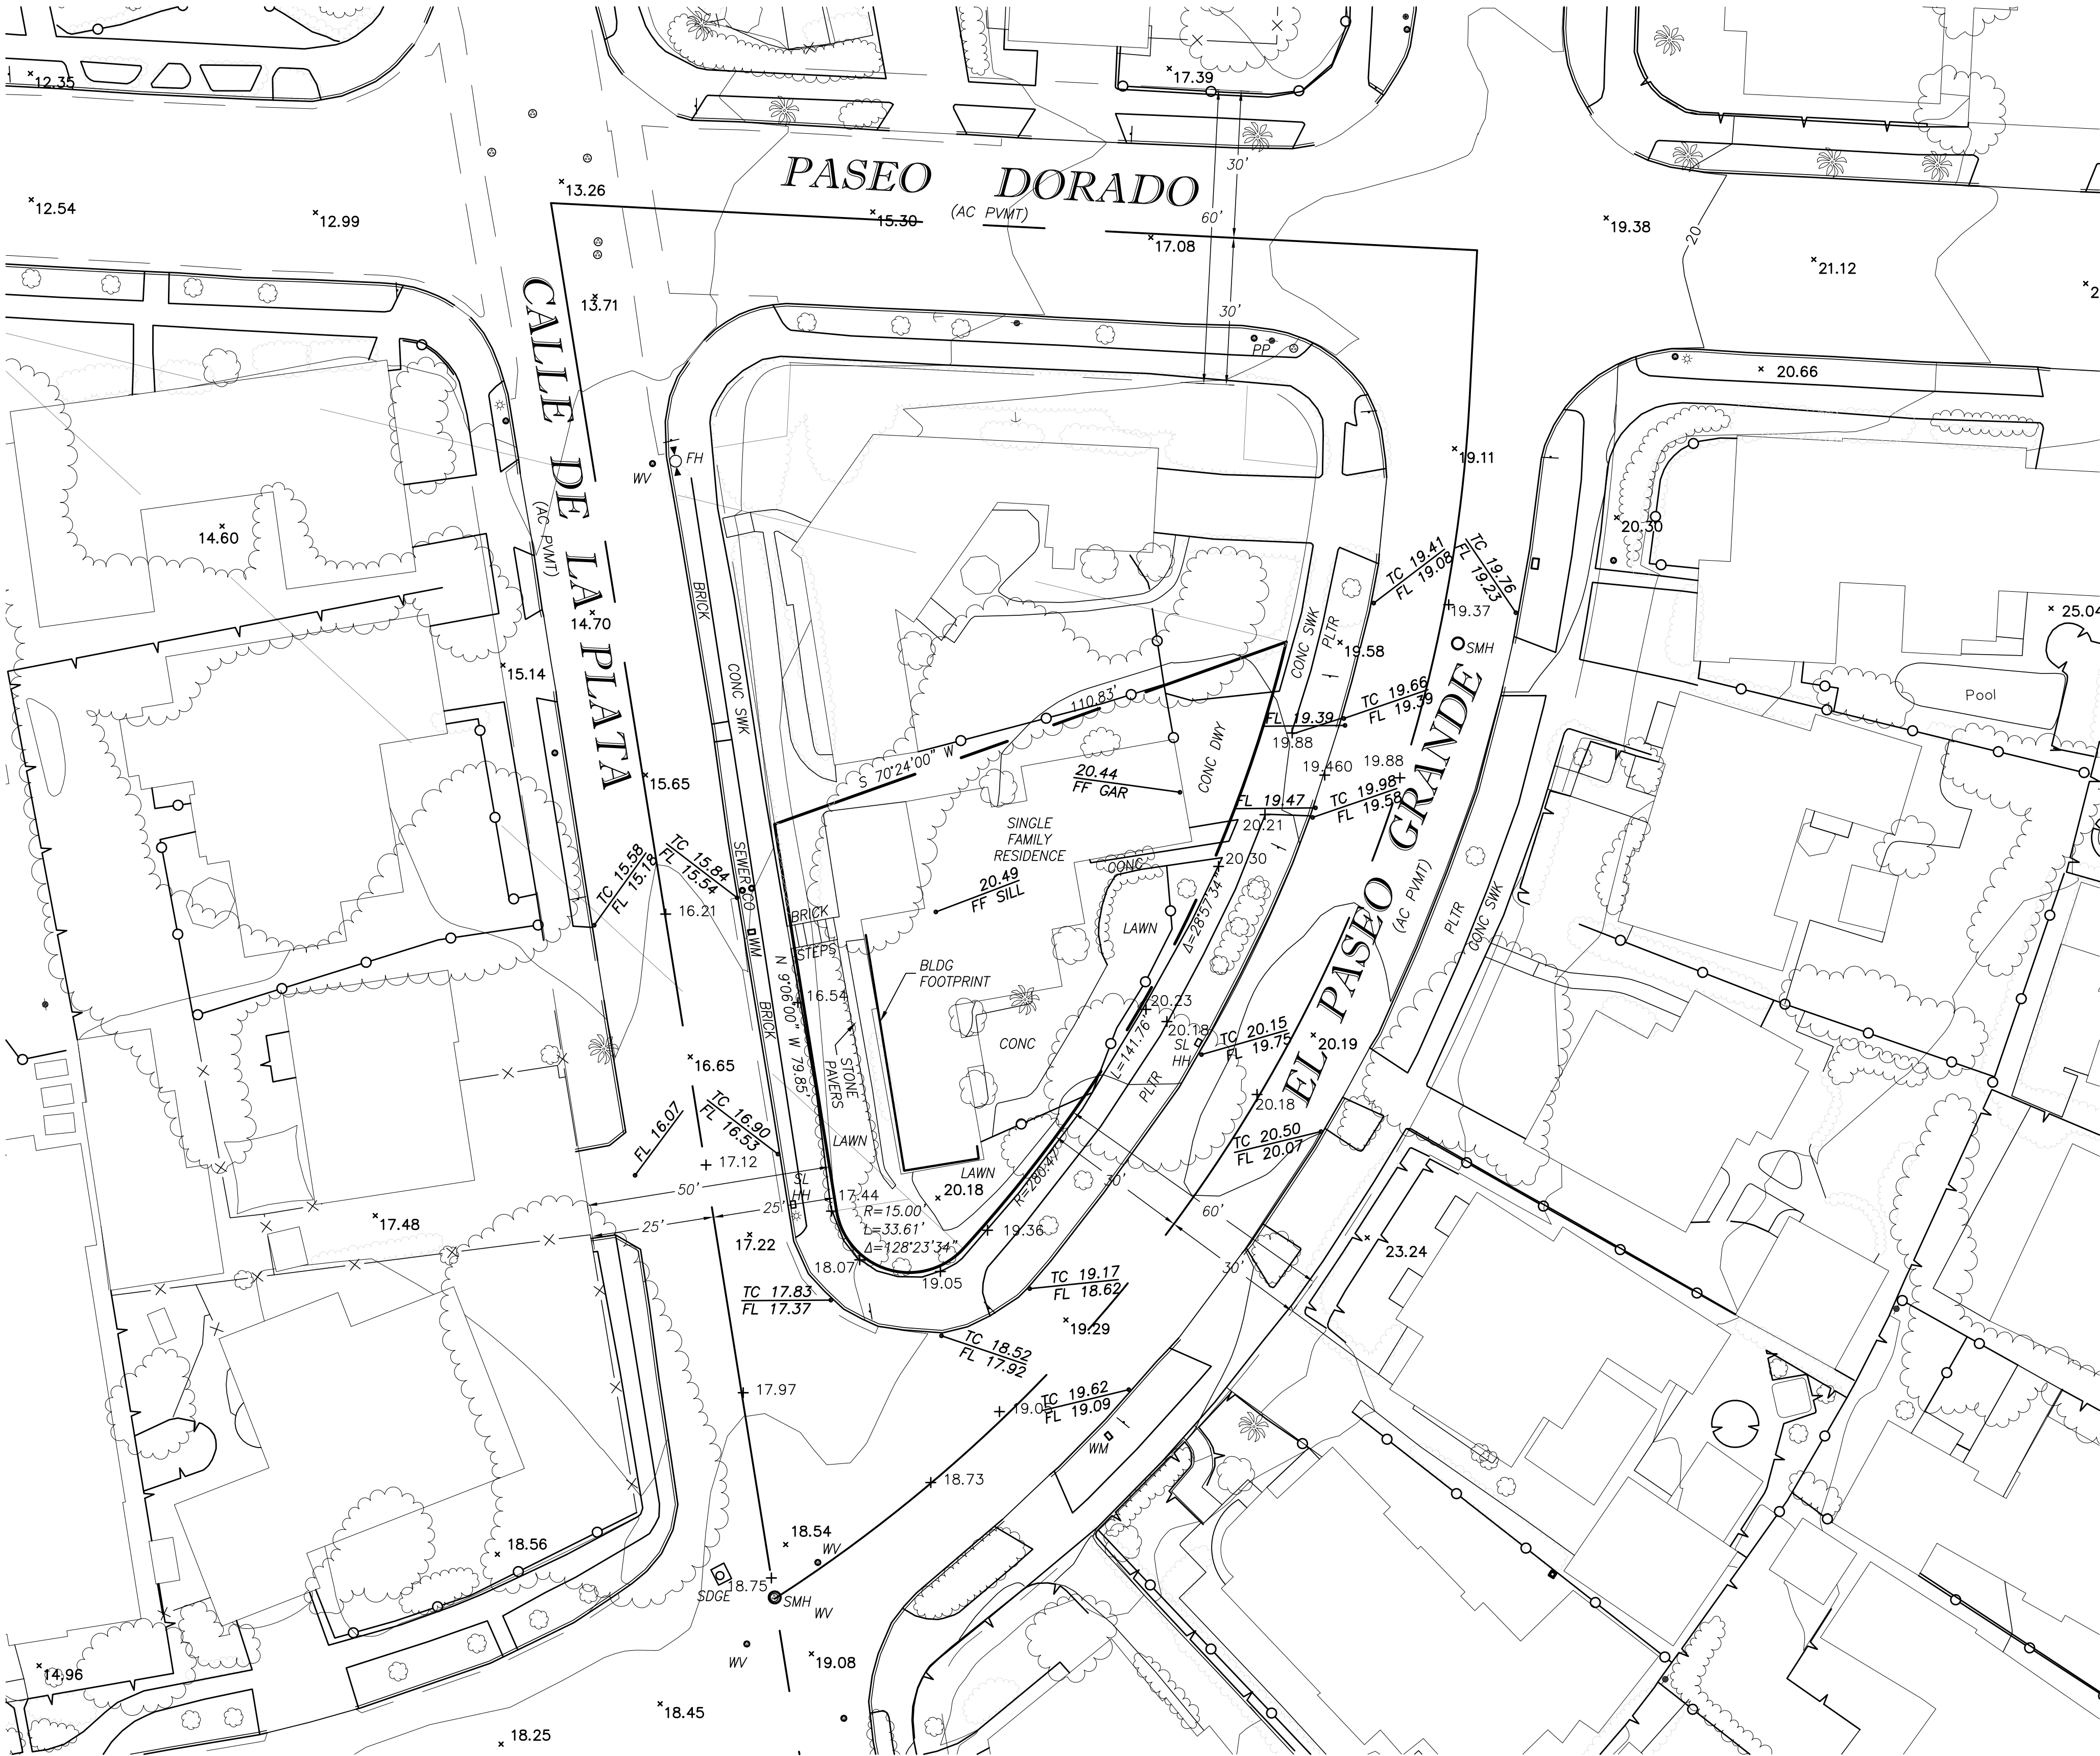 17.39
12.35
30'
PASEO DORADO
(AC PVMT)
60'
13.26
12.54
12.99
15.30
17.08
19.38
20
21.12
13.71
30'
PP
20.66
CALLE DE LA PLATA
(AC PVMT)
FH
WV
19.11
14.60
20.30
TC 19.41
FL 19.08
TC 19.76
FL 19.23
BRICK
19.37
25.04
14.70
CONC SWK
PLTR
19.58
SMH
15.14
CONC SWK
110.83'
TC 19.66
FL 19.39
FL 19.39
Pool
19.88
S 70°24'00" W
CONC DWY
20.44
FF GAR
19.460
19.88
15.65
EL PASEO GRANDE
(AC PVMT)
FL 19.47
TC 19.98
FL 19.58
20.21
SINGLE
FAMILY
RESIDENCE
TC 15.58
FL 15.18
TC 15.84
FL 15.54
SEWER CO
CONC
20.30
20.49
FF SILL
16.21
BRICK
STEPS
WM
LAWN
Δ=28°57'34"
PLTR
CONC SWK
BLDG
FOOTPRINT
N 9°06'00" W 79.85'
16.54
BRICK
20.23
20.18
SL
HH
TC 20.15
FL 19.75
20.19
CONC
L=141.76'
STONE
PAVERS
16.65
PLTR
20.18
TC 16.90
FL 16.53
FL 16.07
LAWN
TC 20.50
FL 20.07
17.12
LAWN
R=280.47'
30'
50'
SL
HH
20.18
17.44
25'
25'
R=15.00'
L=33.61'
Δ=128°23'34"
60'
17.48
17.22
19.36
23.24
18.07
19.05
30'
TC 17.83
FL 17.37
TC 19.17
FL 18.62
19.29
TC 18.52
FL 17.92
17.97
TC 19.62
FL 19.09
WM
18.73
18.54
WV
18.56
18.75
SDGE
SMH
WV
WV
19.08
14.96
18.45
18.25